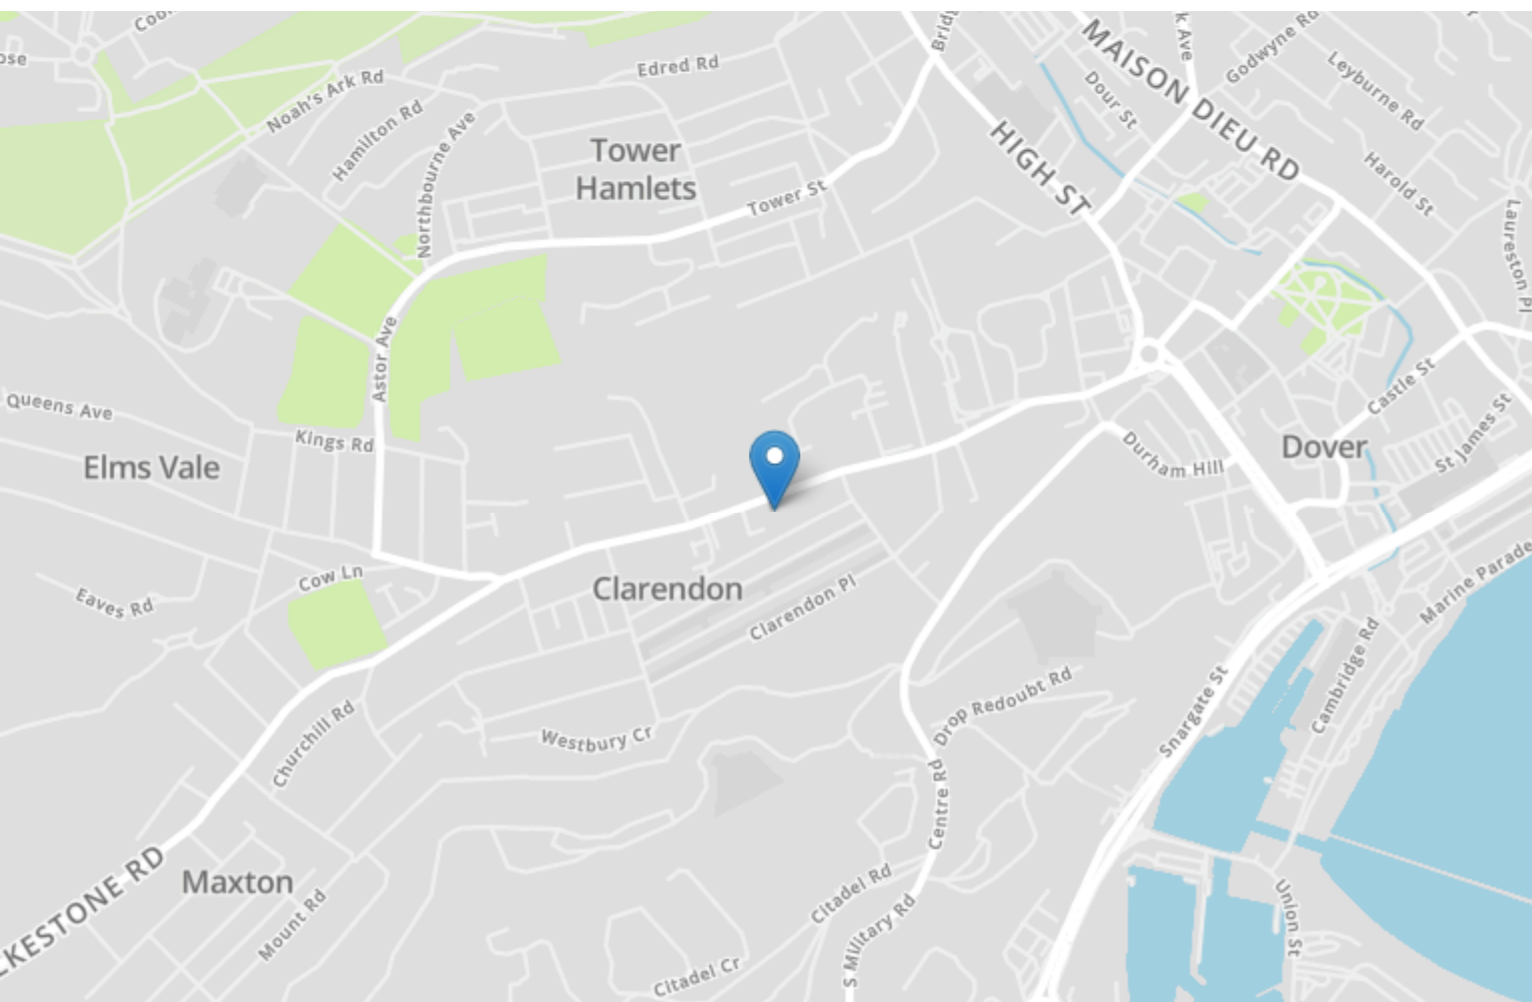 Noah's Ark Rd
Hamilton Rd
Northbourne Ave
Edred Rd
Tower
Hamlets
Tower St
HIGH ST
Dour St
MAISON DIEU RD
Godwyne Rd
Leyburne Rd
Harold St
Laureston Pl
Astor Ave
Queens Ave
Kings Rd
Elms Vale
Castle St
St James St
Dover
Durham Hill
Cow Ln
Eaves Rd
Clarendon
Clarendon Pl
Marine Parade
Cambridge Rd
Snargate St
Drop Redoubt Rd
Churchill Rd
Westbury Cr
Centre Rd
Maxton
CKESTONE RD
Mount Rd
Citadel Rd
S Military Rd
Citadel Cr
Union St